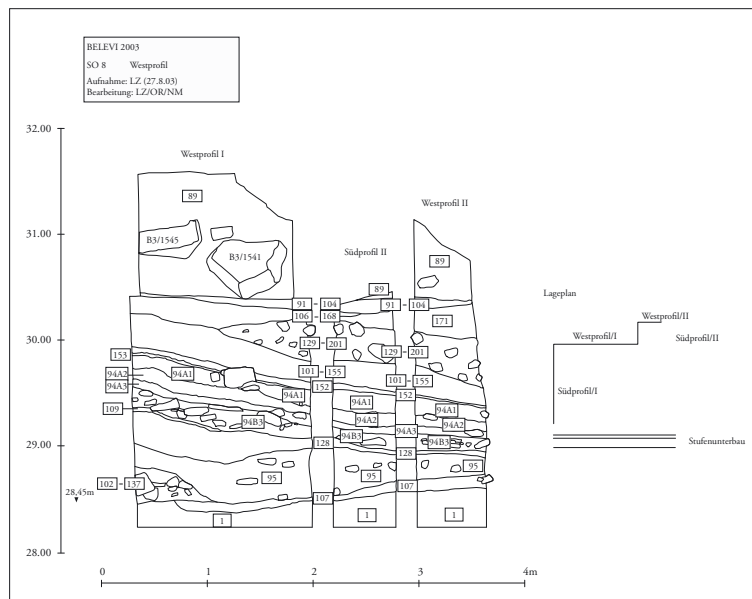 BELEVI 2003
SO 8 Westprofil
Aufnahme: LZ (27.8.03)
Bearbeitung: LZ/OR/NM
32.00
Westprofil I
89
Westprofil II
31.00
B3/1545
B3/1541
Südprofil II
89
89
Lageplan
91 - 104
91 - 104
106 - 168
171
Westprofil/II
30.00
Westprofil/I
Südprofil/II
129 - 201
129 - 201
153
94A2
94A1
101 - 155
101 - 155
94A3
152
152
Südprofil/I
94A1
94A1
94A1
109
94B3
94A2
94A2
94A3
29.00
128
94B3
94B3
Stufenunterbau
128
95
95
95
102 - 137
107
107
28,45m
1
1
1
28.00
0
1
2
3
4m